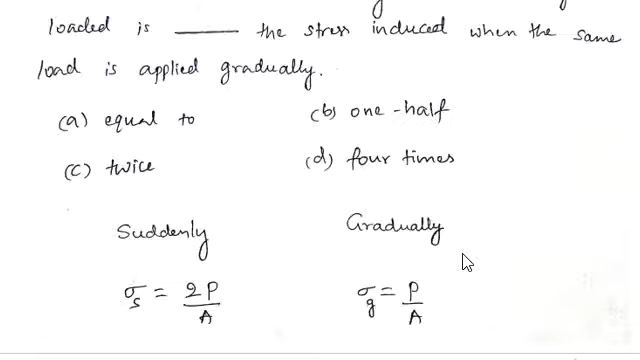 loaded is ______ the stress induced when the same
load is applied gradually.
(a) equal to (b) one-half
(c) twice (d) four times
Suddenly Gradually
σs = 2P/A σg = P/A